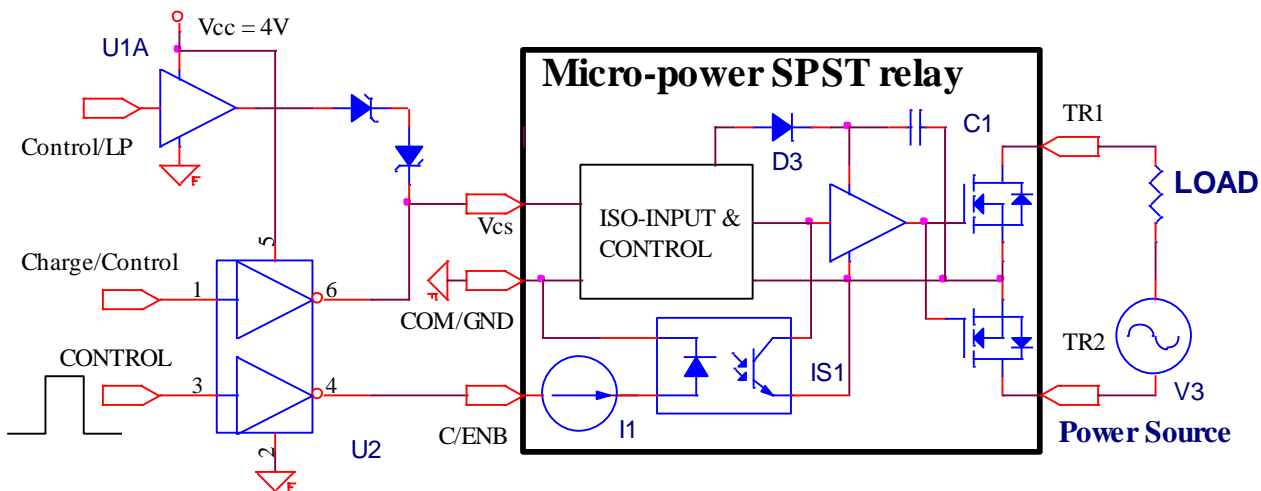 Vcc = 4V
U1A
Control/LP
Micro-power SPST relay
C1
TR1
D3
LOAD
ISO-INPUT &
CONTROL
Vcs
5
Charge/Control
1
6
COM/GND
CONTROL
3
4
IS1
TR2
V3
C/ENB
I1
U2
2
Power Source